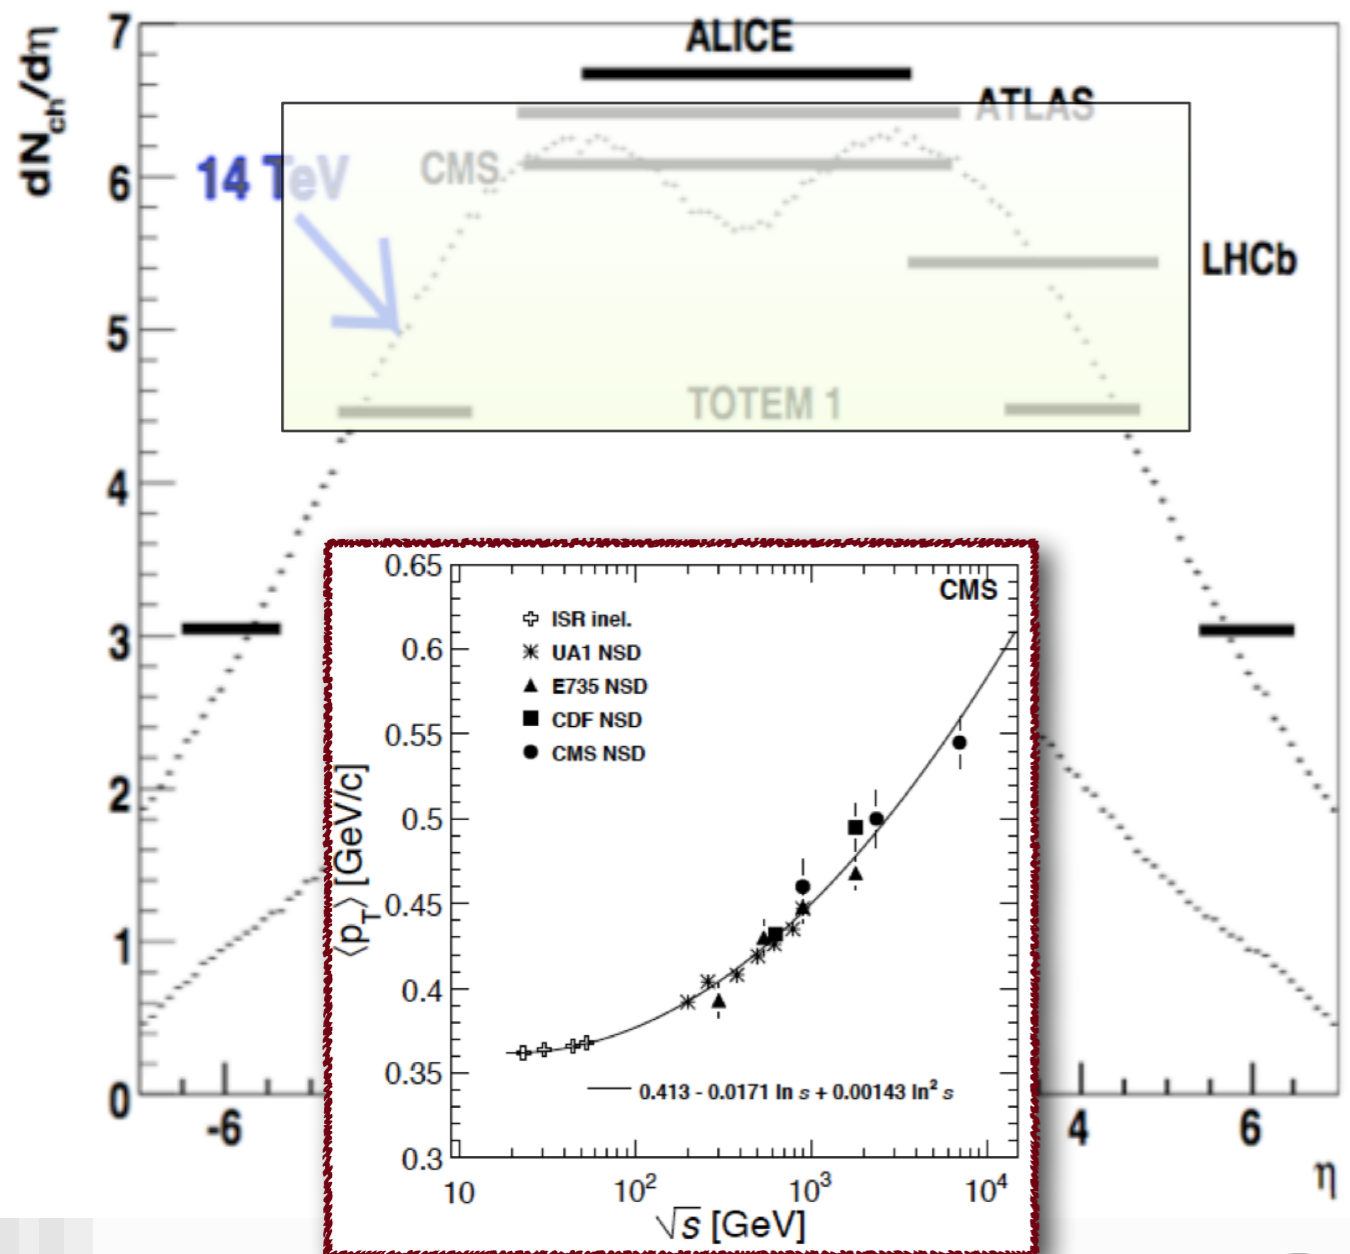 dN_ch/dη
7
6
5
4
3
2
1
0
ALICE
ATLAS
CMS
14 TeV
LHCb
TOTEM 1
-6
4
6
η
CMS
0.65
0.6
0.55
0.5
0.45
0.4
0.35
0.3
⟨p_T⟩ [GeV/c]
ISR inel.
UA1 NSD
E735 NSD
CDF NSD
CMS NSD
0.413 - 0.0171 ln s + 0.00143 ln² s
10
10²
10³
10⁴
√s [GeV]